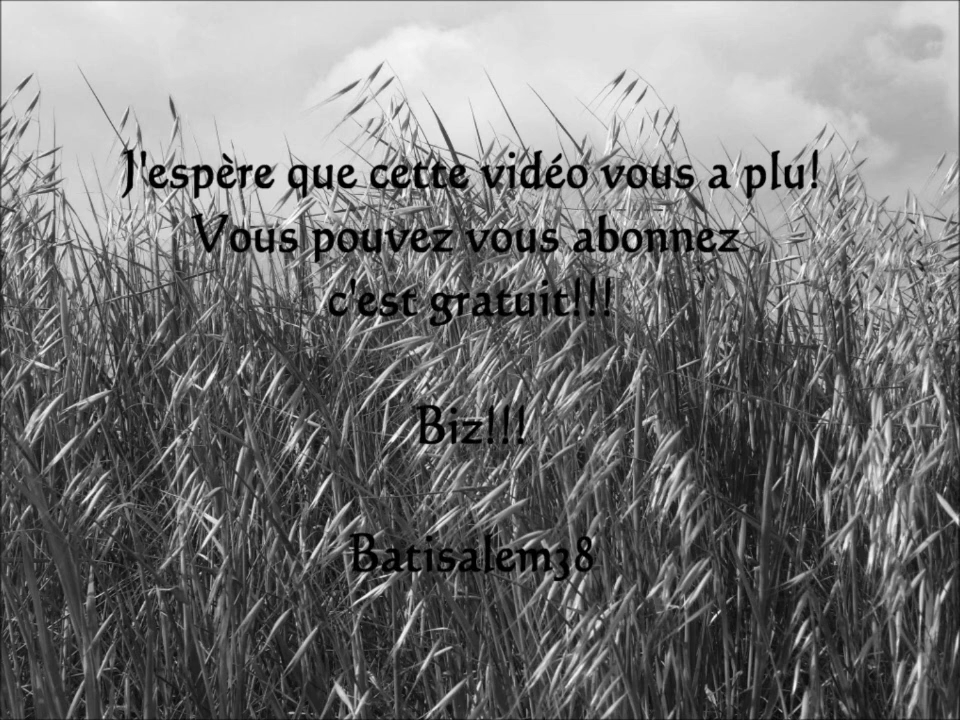 J'espère que cette vidéo vous a plu!
Vous pouvez vous abonnez
c'est gratuit!!!
Biz!!!
Batisalem38